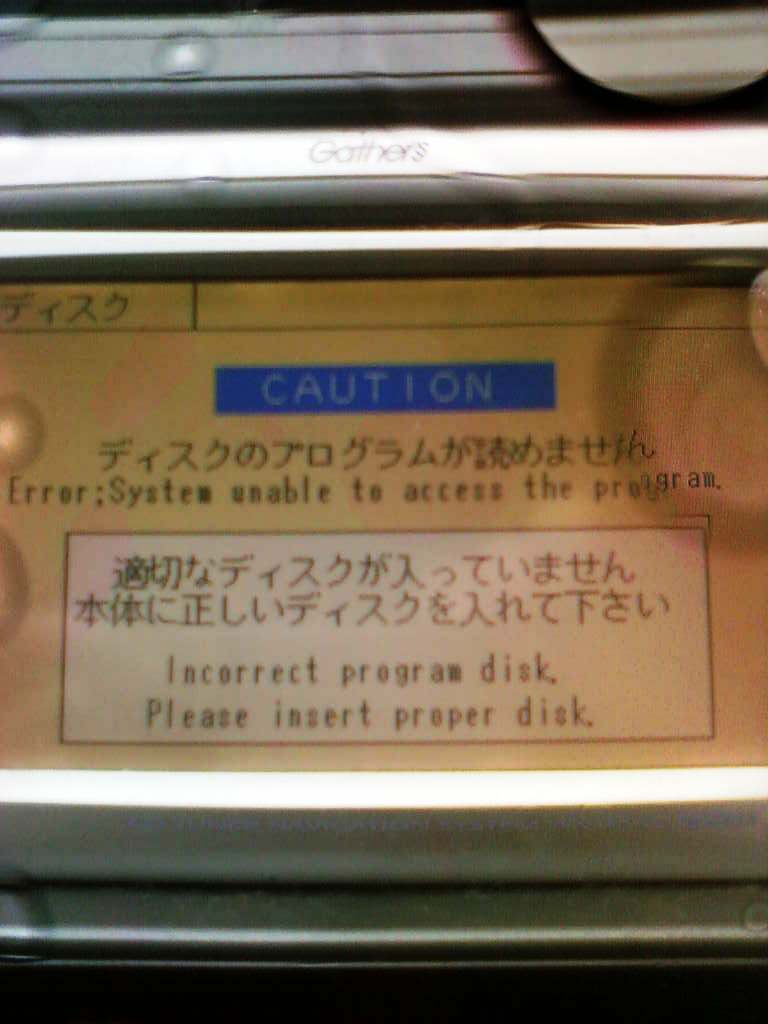 Gathers
ディスク
CAUTION
ディスクのプログラムが読めません
Error:System unable to access the program.
適切なディスクが入っていません
本体に正しいディスクを入れて下さい
Incorrect program disk.
Please insert proper disk.